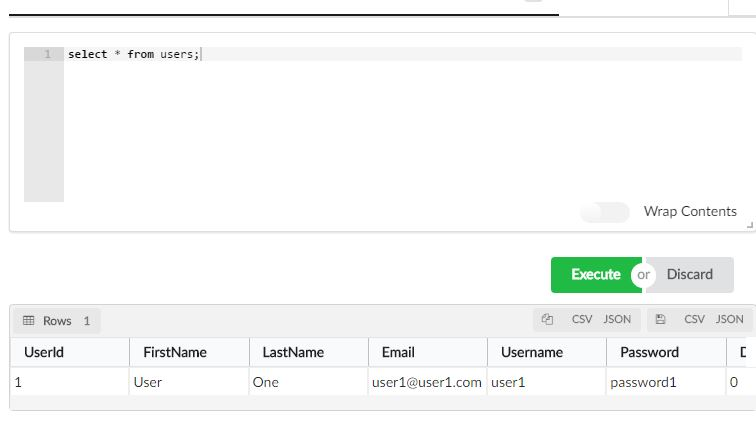 1 select * from users;
Wrap Contents
Execute or Discard
Rows 1 CSV JSON CSV JSON
UserId FirstName LastName Email Username Password
1 User One user1@user1.com user1 password1 0